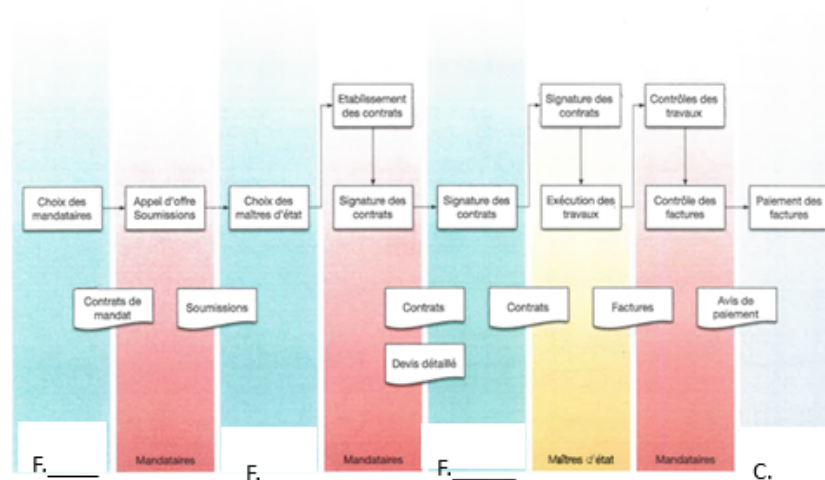 Etablissement
des contrats
Signature des
contrats
Contrôles des
travaux
Choix des
mandataires
Appel d'offre
Soumissions
Choix des
maîtres d'état
Signature des
contrats
Signature des
contrats
Exécution des
travaux
Contrôle des
factures
Paiement des
factures
Contrats de
mandat
Soumissions
Contrats
Contrats
Factures
Avis de
paiement
Devis détaillé
F.____
Mandataires
F.
Mandataires
F._____
Maîtres d'état
Mandataires
C.